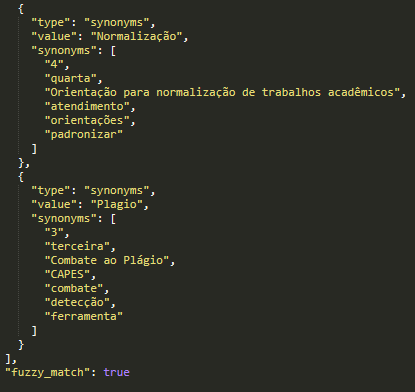 {
"type": "synonyms",
"value": "Normalização",
"synonyms": [
"4",
"quarta",
"Orientação para normalização de trabalhos acadêmicos",
"atendimento",
"orientações",
"padronizar"
]
},
{
"type": "synonyms",
"value": "Plagio",
"synonyms": [
"3",
"terceira",
"Combate ao Plágio",
"CAPES",
"combate",
"detecção",
"ferramenta"
]
}
],
"fuzzy_match": true